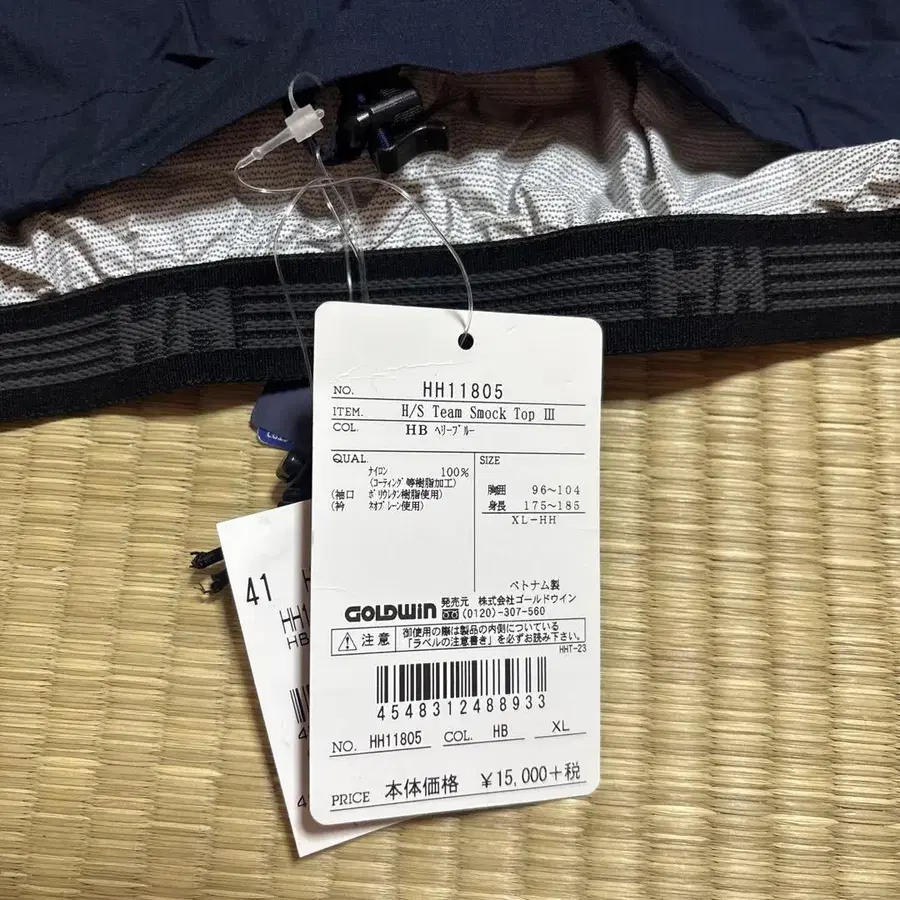 HH
HH
NO. HH11805
ITEM. H/S Team Smock Top Ⅲ
COL. HB ヘリーブルー
QUAL.
ナイロン 100%
(コーティング等樹脂加工)
(袖口 ポリウレタン樹脂使用)
(衿 ネオプレーン使用)
SIZE
胸囲 96~104
身長 175~185
XL-HH
ベトナム製
GOLDWIN 発売元 株式会社ゴールドウイン
(0120)-307-560
注意 御使用の際は製品の内側についている
「ラベルの注意書き」を必ずお読み下さい。
HHT-23
4548312488933
NO. HH11805 COL. HB XL
PRICE 本体価格 ¥15,000+税
41
HH1
HB